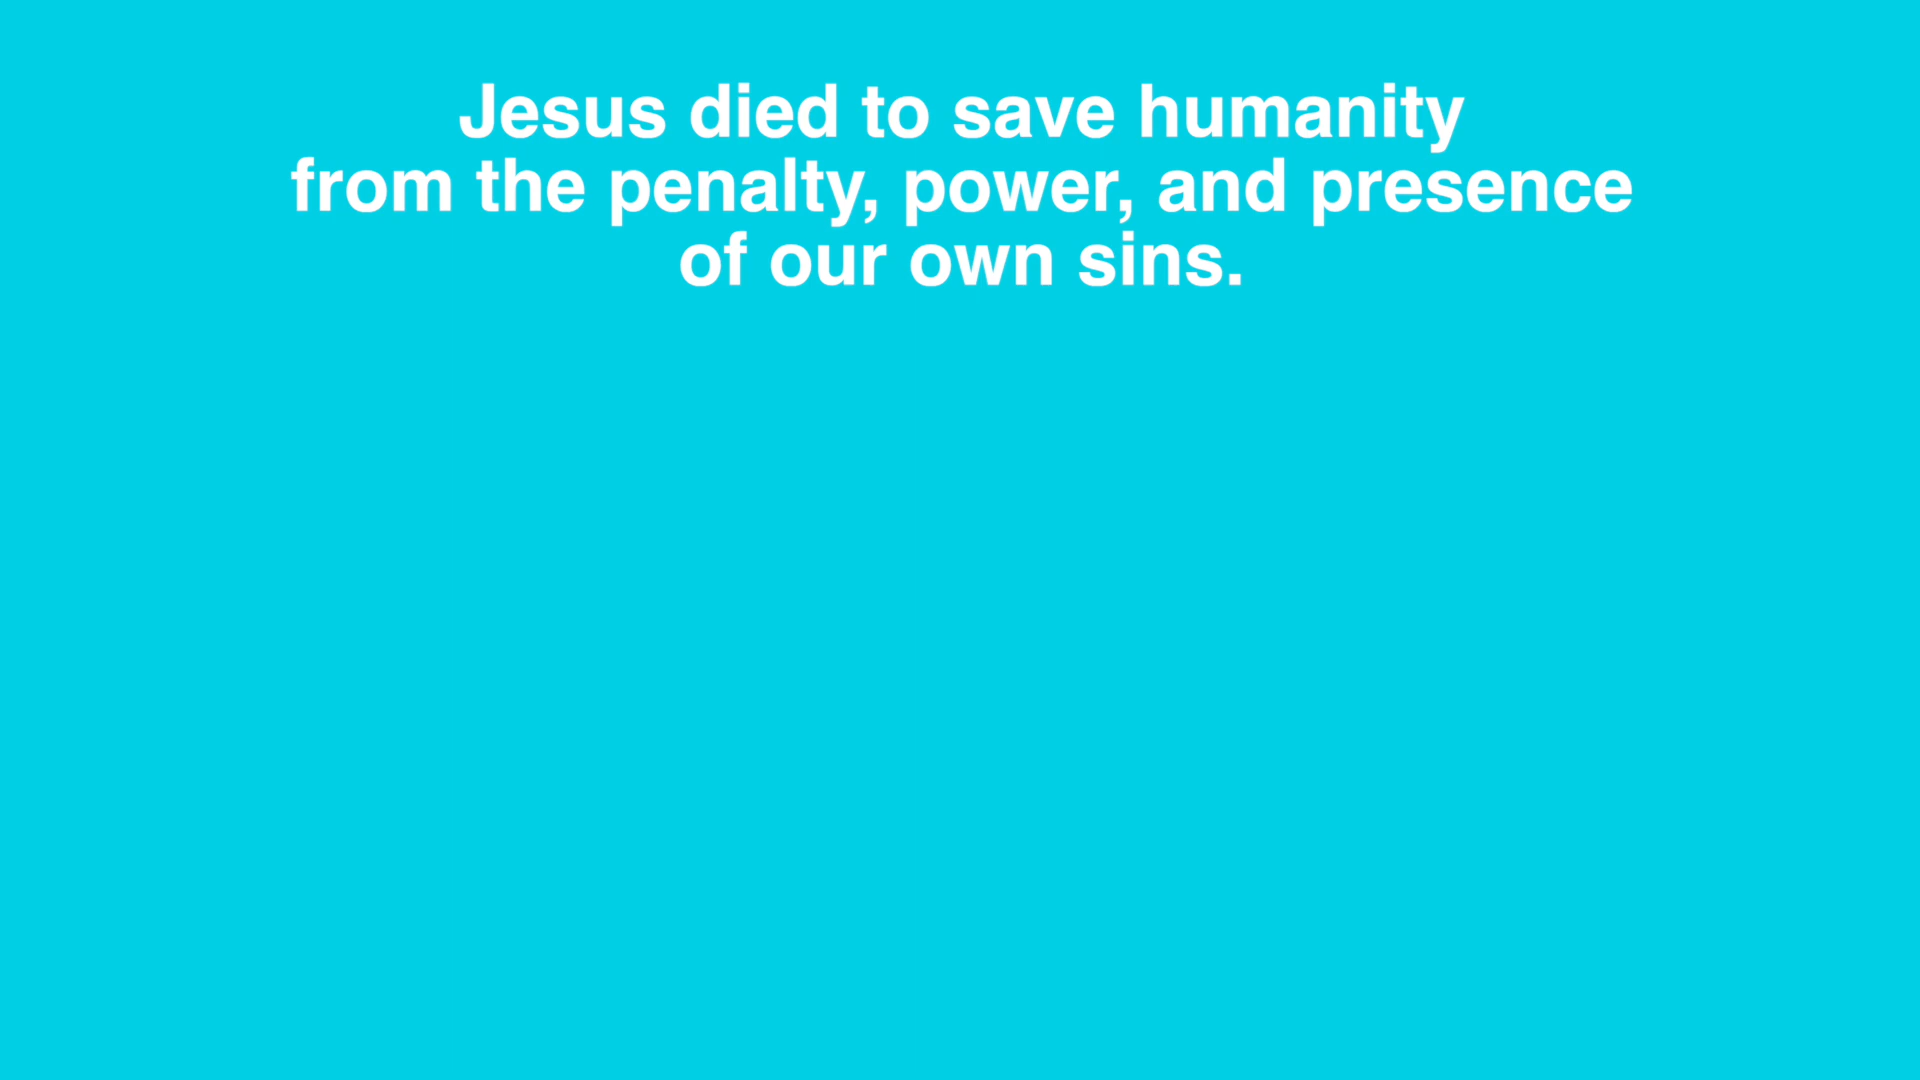 Jesus died to save humanity
from the penalty, power, and presence
of our own sins.